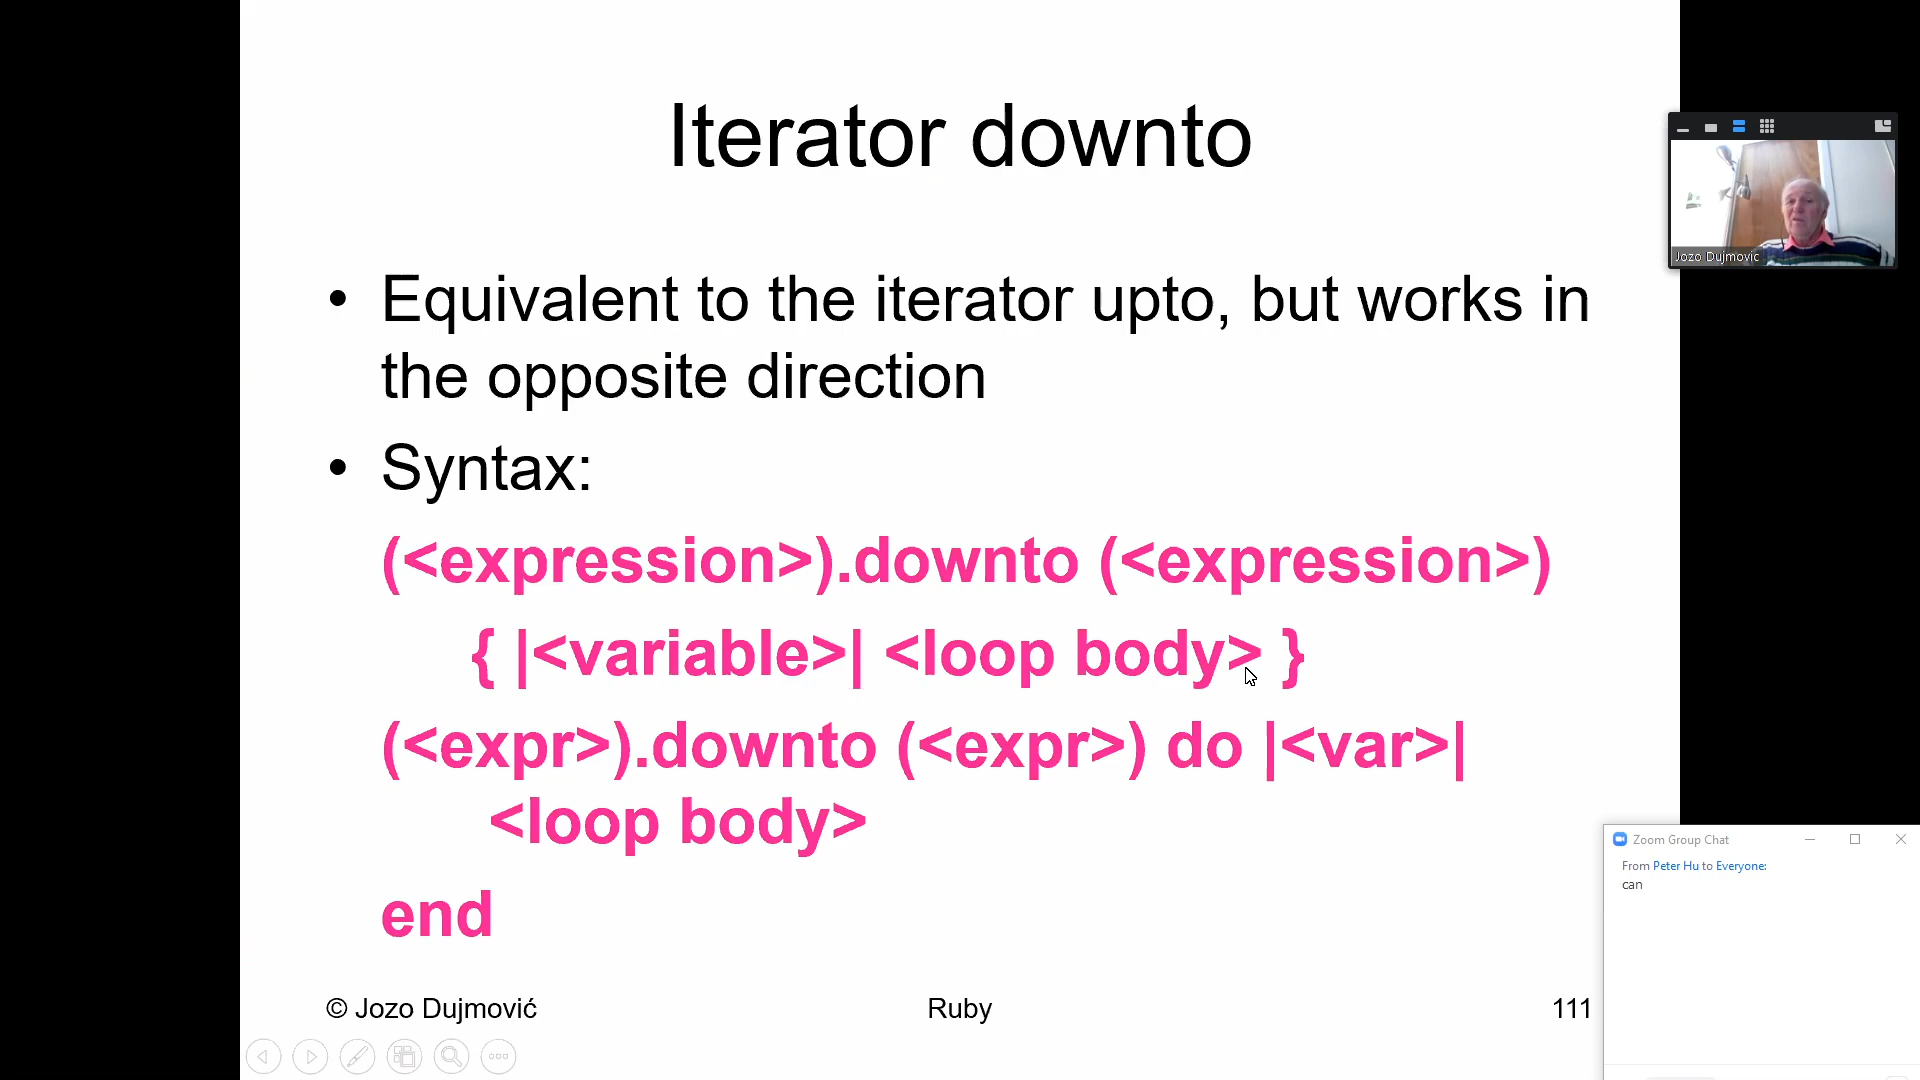 Iterator downto
• Equivalent to the iterator upto, but works in
the opposite direction
• Syntax:
(<expression>).downto (<expression>)
{ |<variable>| <loop body> }
(<expr>).downto (<expr>) do |<var>|
<loop body>
end
© Jozo Dujmović
Ruby
111
Jozo Dujmovic
Zoom Group Chat
From Peter Hu to Everyone:
can